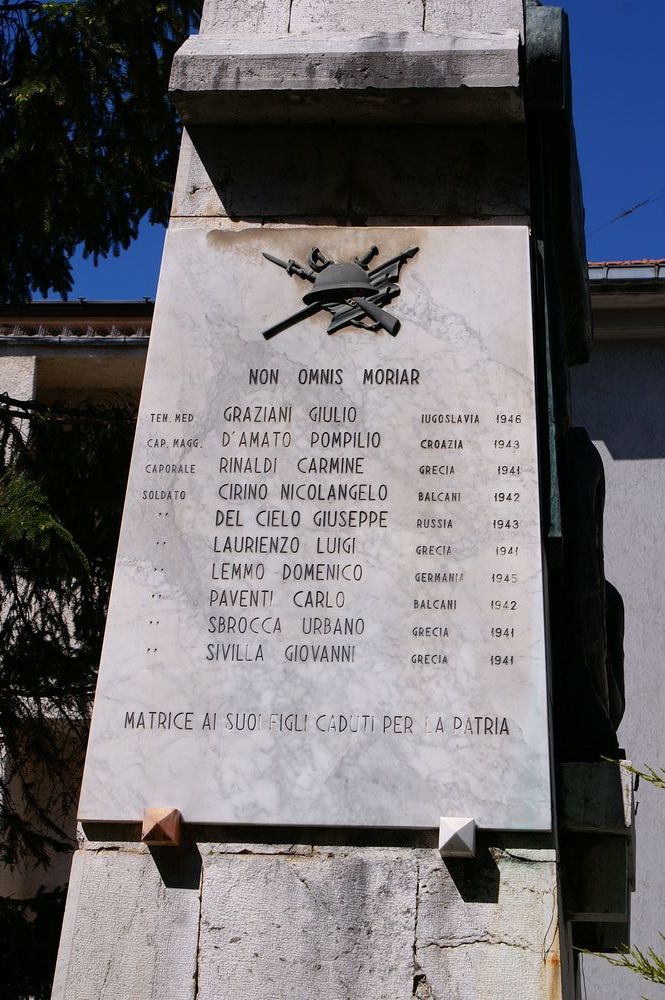 NON OMNIS MORIAR
TEN. MED GRAZIANI GIULIO IUGOSLAVIA 1946
CAP. MAGG. D'AMATO POMPILIO CROAZIA 1943
CAPORALE RINALDI CARMINE GRECIA 1941
SOLDATO CIRINO NICOLANGELO BALCANI 1942
" DEL CIELO GIUSEPPE RUSSIA 1943
" LAURIENZO LUIGI GRECIA 1941
" LEMMO DOMENICO GERMANIA 1945
" PAVENTI CARLO BALCANI 1942
" SBROCCA URBANO GRECIA 1941
" SIVILLA GIOVANNI GRECIA 1941
MATRICE AI SUOI FIGLI CADUTI PER LA PATRIA